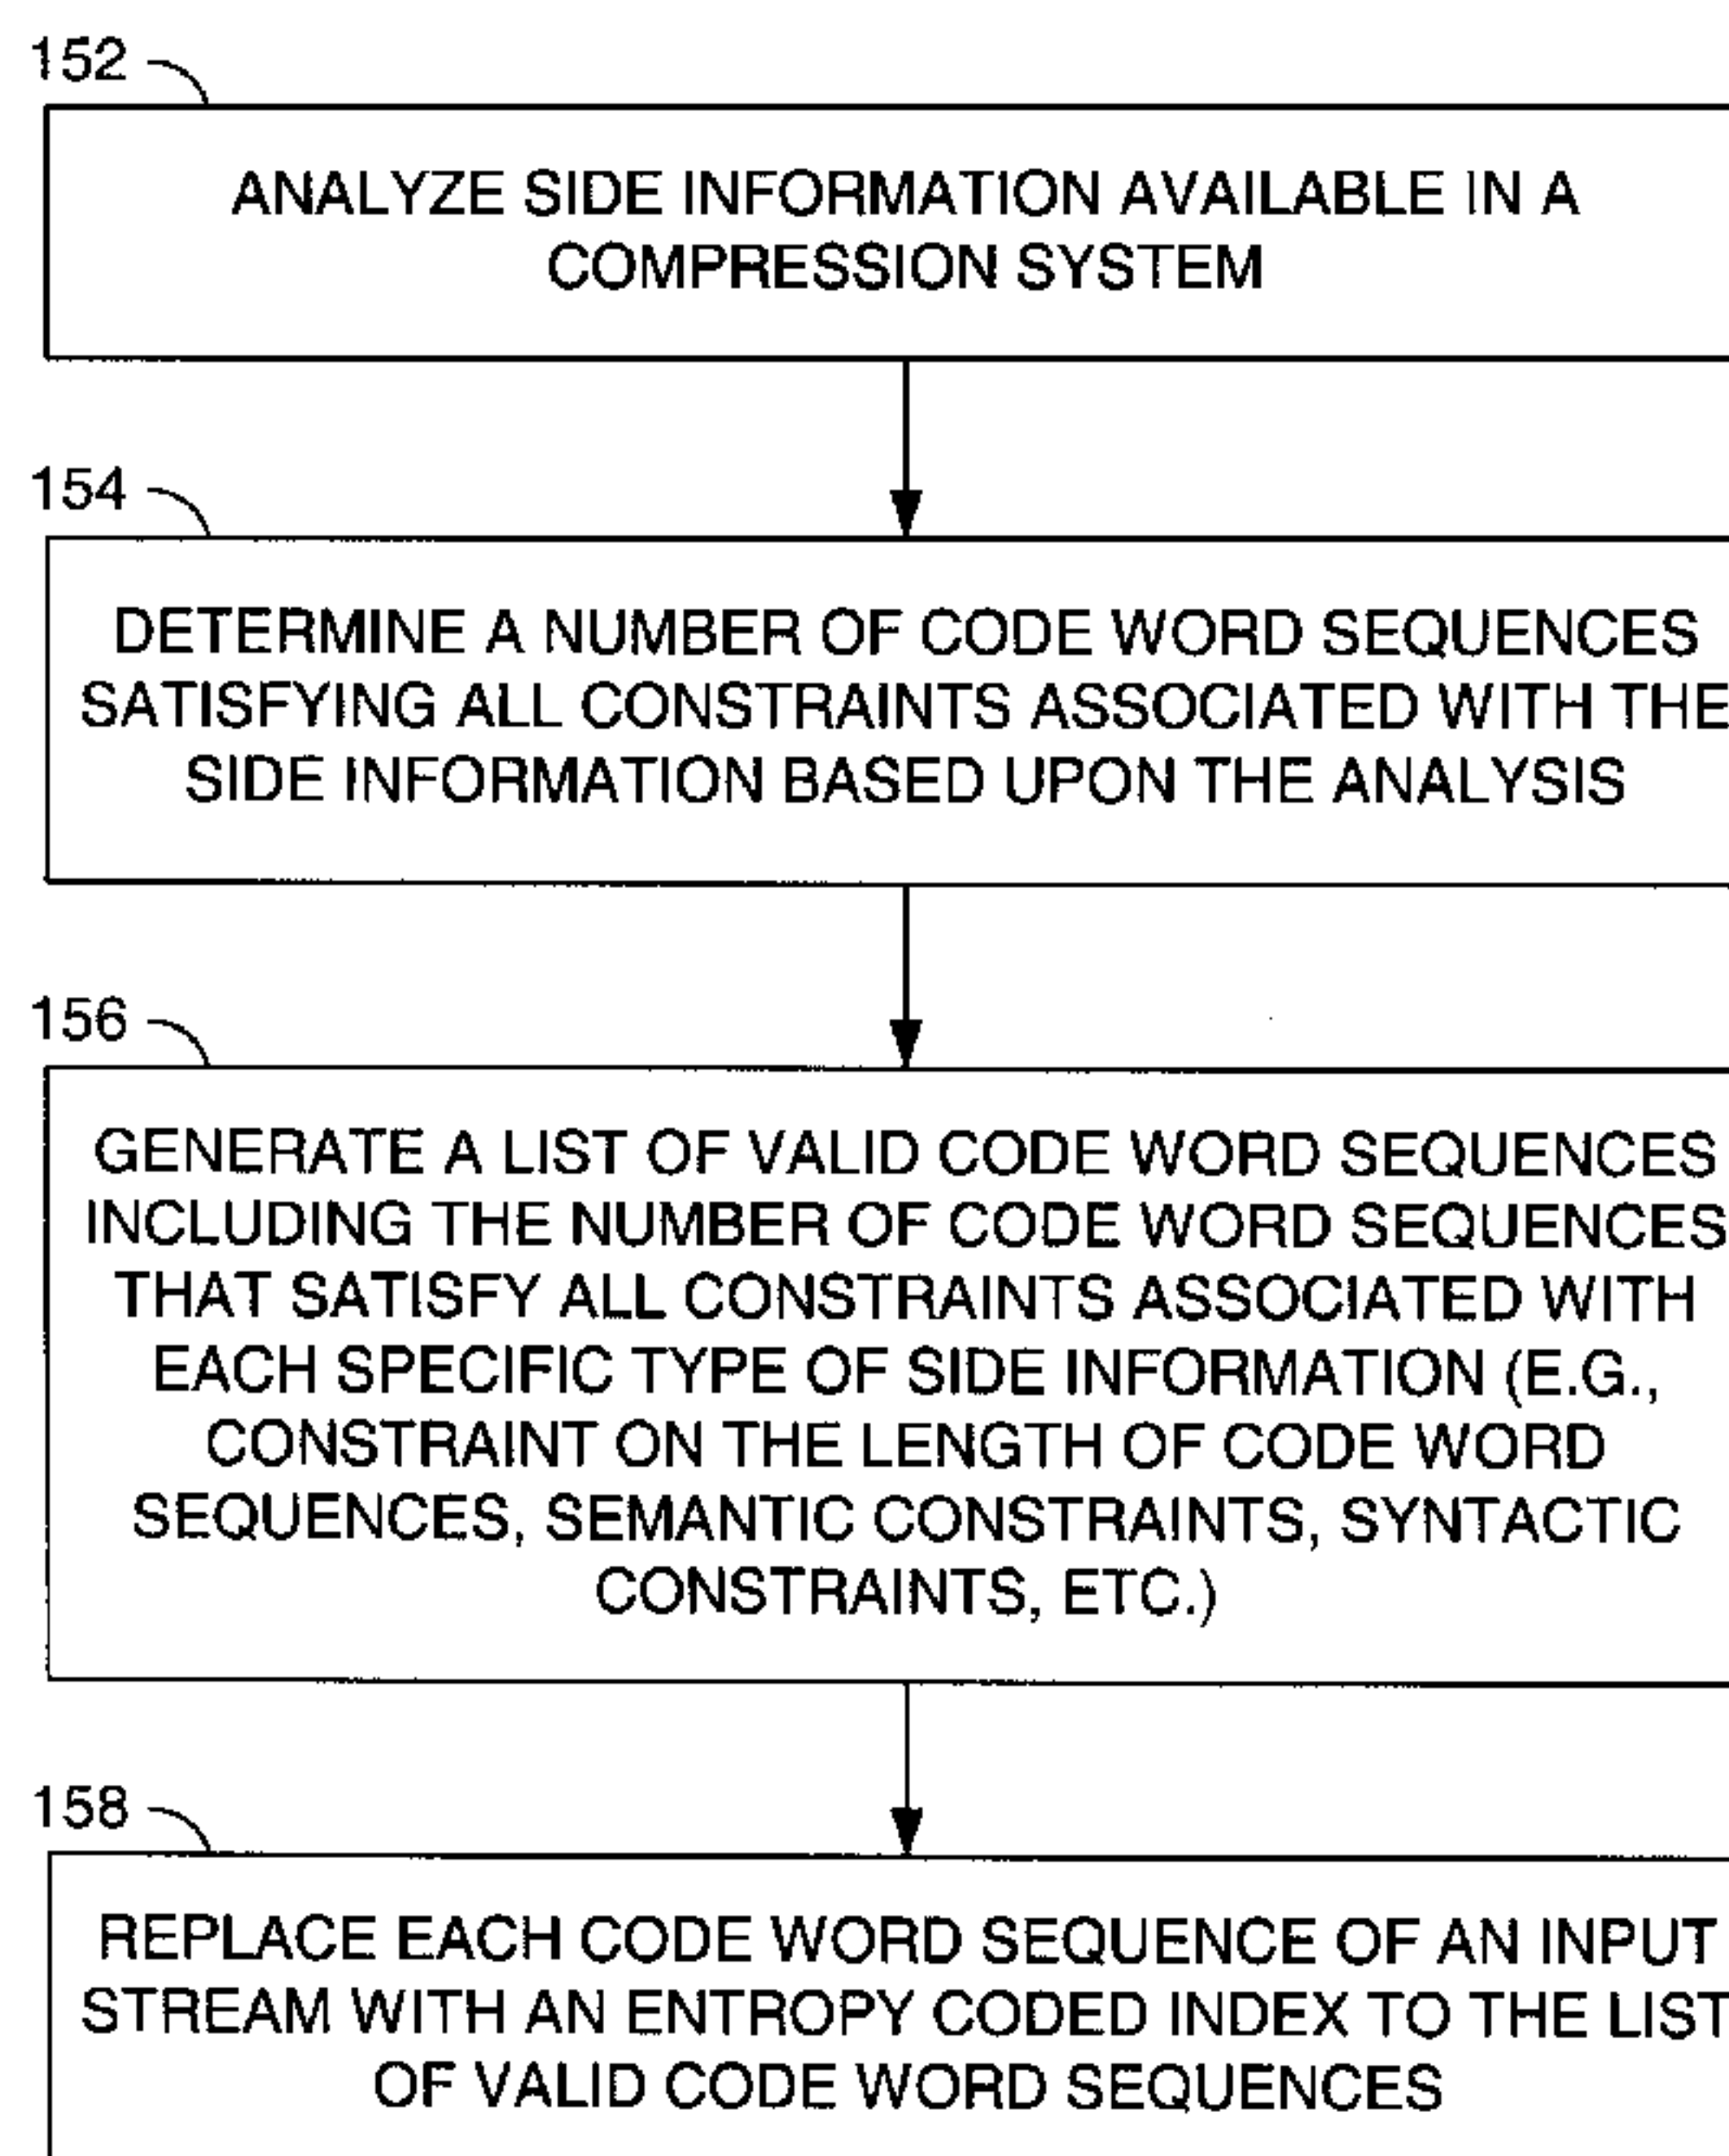 152
ANALYZE SIDE INFORMATION AVAILABLE IN A
COMPRESSION SYSTEM
154
DETERMINE A NUMBER OF CODE WORD SEQUENCES
SATISFYING ALL CONSTRAINTS ASSOCIATED WITH THE
SIDE INFORMATION BASED UPON THE ANALYSIS
156
GENERATE A LIST OF VALID CODE WORD SEQUENCES
INCLUDING THE NUMBER OF CODE WORD SEQUENCES
THAT SATISFY ALL CONSTRAINTS ASSOCIATED WITH
EACH SPECIFIC TYPE OF SIDE INFORMATION (E.G.,
CONSTRAINT ON THE LENGTH OF CODE WORD
SEQUENCES, SEMANTIC CONSTRAINTS, SYNTACTIC
CONSTRAINTS, ETC.)
158
REPLACE EACH CODE WORD SEQUENCE OF AN INPUT
STREAM WITH AN ENTROPY CODED INDEX TO THE LIST
OF VALID CODE WORD SEQUENCES